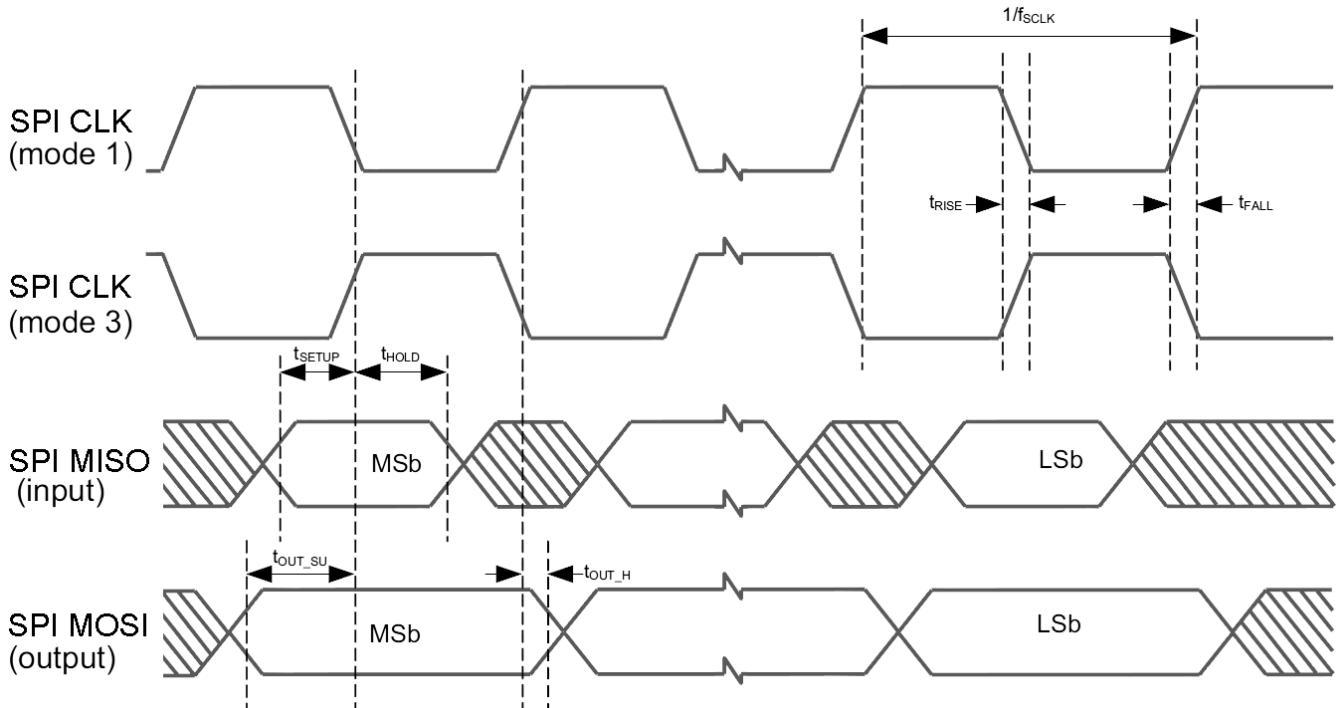 1/fSCLK
SPI CLK
(mode 1)
tRISE
tFALL
SPI CLK
(mode 3)
tSETUP
tHOLD
SPI MISO
(input)
MSb
LSb
tOUT_SU
tOUT_H
SPI MOSI
(output)
MSb
LSb